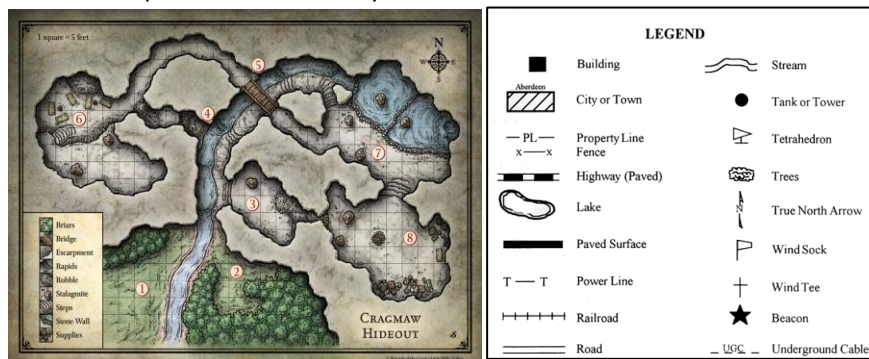 1 square = 5 feet
N
W E
S
5
4
6
7
3
8
2
1
Briars
Bridge
Escarpment
Rapids
Rubble
Stalagmite
Steps
Stone Wall
Supplies
CRAGMAW
HIDEOUT
LEGEND
Building
Stream
Aberdeen
City or Town
Tank or Tower
PL
Property Line
Tetrahedron
x x
Fence
Highway (Paved)
Trees
Lake
N
True North Arrow
Paved Surface
Wind Sock
T T
Power Line
Wind Tee
Railroad
Beacon
Road
UGC
Underground Cable